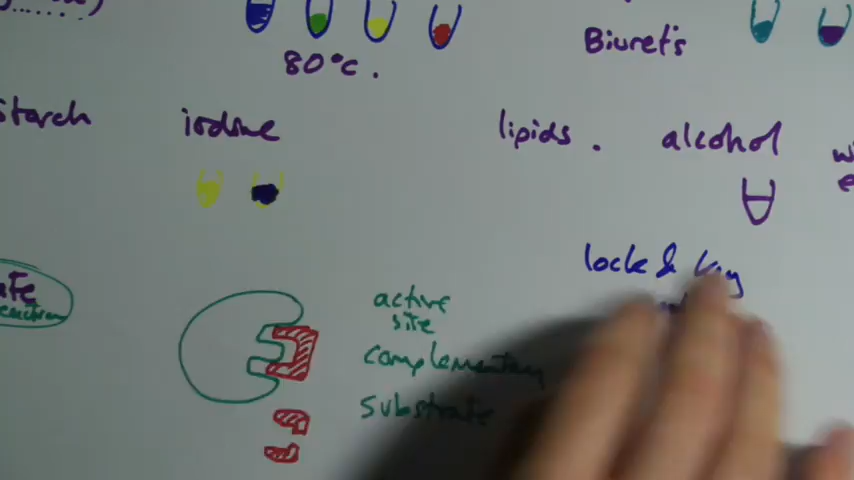 80°C.
Biuret's
starch
iodine
lipids.
alcohol
lock & key
active
site
complementary
substrate